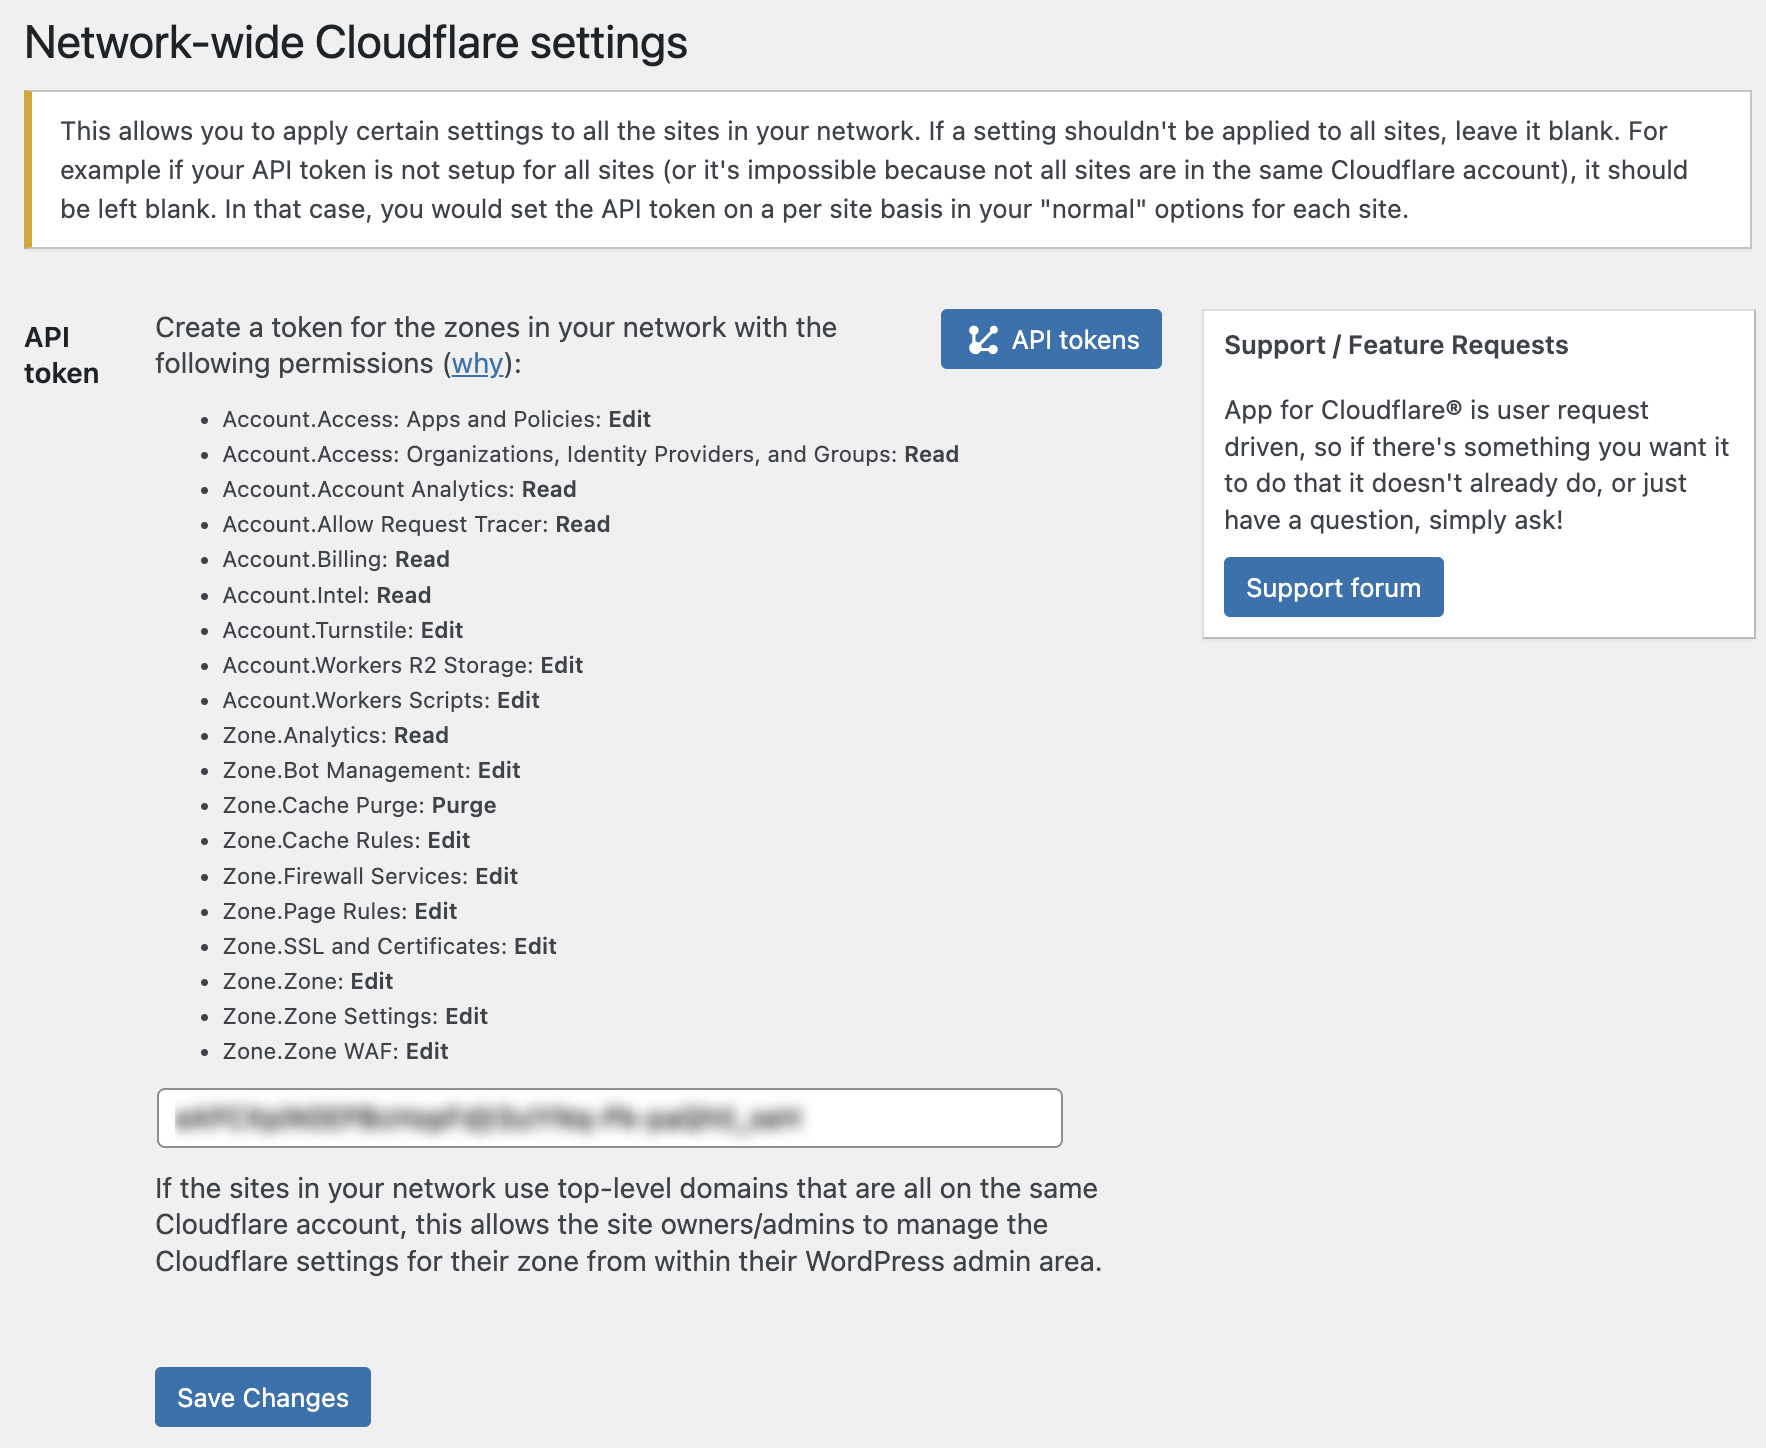 Network-wide Cloudflare settings
This allows you to apply certain settings to all the sites in your network. If a setting shouldn't be applied to all sites, leave it blank. For
example if your API token is not setup for all sites (or it's impossible because not all sites are in the same Cloudflare account), it should
be left blank. In that case, you would set the API token on a per site basis in your "normal" options for each site.
API
token
Create a token for the zones in your network with the
following permissions (why):
API tokens
• Account.Access: Apps and Policies: Edit
• Account.Access: Organizations, Identity Providers, and Groups: Read
• Account.Account Analytics: Read
• Account.Allow Request Tracer: Read
• Account.Billing: Read
• Account.Intel: Read
• Account.Turnstile: Edit
• Account.Workers R2 Storage: Edit
• Account.Workers Scripts: Edit
• Zone.Analytics: Read
• Zone.Bot Management: Edit
• Zone.Cache Purge: Purge
• Zone.Cache Rules: Edit
• Zone.Firewall Services: Edit
• Zone.Page Rules: Edit
• Zone.SSL and Certificates: Edit
• Zone.Zone: Edit
• Zone.Zone Settings: Edit
• Zone.Zone WAF: Edit
If the sites in your network use top-level domains that are all on the same
Cloudflare account, this allows the site owners/admins to manage the
Cloudflare settings for their zone from within their WordPress admin area.
Save Changes
Support / Feature Requests
App for Cloudflare® is user request
driven, so if there's something you want it
to do that it doesn't already do, or just
have a question, simply ask!
Support forum